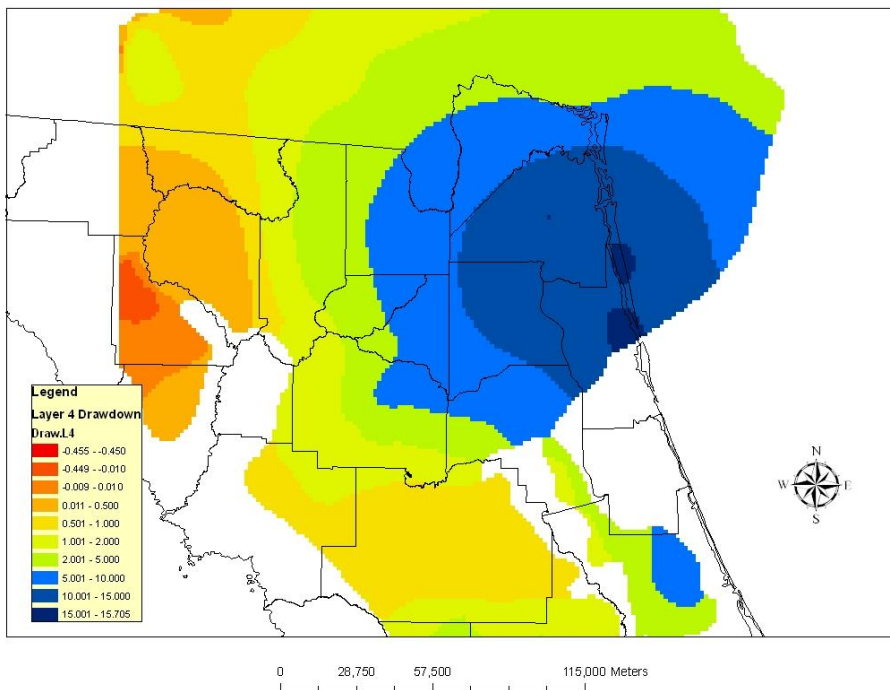 Legend
Layer 4 Drawdown
Draw.L4
-0.455 - -0.450
-0.449 - -0.010
-0.009 - 0.010
0.011 - 0.500
0.501 - 1.000
1.001 - 2.000
2.001 - 5.000
5.001 - 10.000
10.001 - 15.000
15.001 - 15.705
N
W E
S
0 28,750 57,500 115,000 Meters